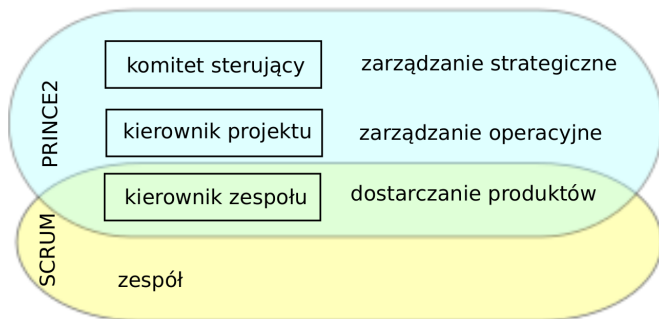 PRINCE2
komitet sterujący
zarządzanie strategiczne
kierownik projektu
zarządzanie operacyjne
kierownik zespołu
dostarczanie produktów
SCRUM
zespół